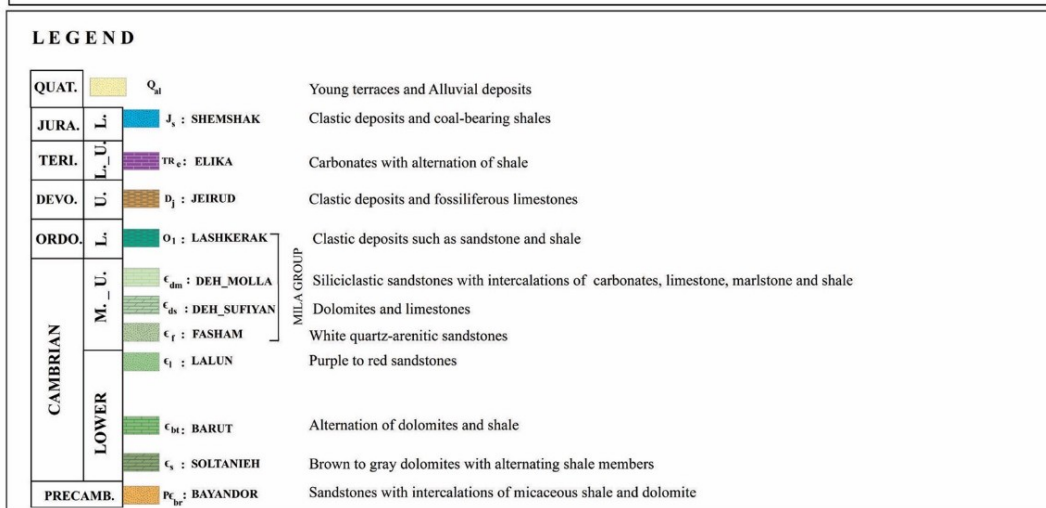 LEGEND
QUAT. Qal Young terraces and Alluvial deposits
JURA. L. Js : SHEMSHAK Clastic deposits and coal-bearing shales
TERI. L._U. TRe : ELIKA Carbonates with alternation of shale
DEVO. U. Dj : JEIRUD Clastic deposits and fossiliferous limestones
ORDO. L. Ol : LASHKERAK Clastic deposits such as sandstone and shale
CAMBRIAN
M._U.
MILA GROUP
Єdm : DEH_MOLLA Siliciclastic sandstones with intercalations of carbonates, limestone, marlstone and shale
Єds : DEH_SUFIYAN Dolomites and limestones
Єf : FASHAM White quartz-arenitic sandstones
LOWER
Єl : LALUN Purple to red sandstones
Єbt : BARUT Alternation of dolomites and shale
Єs : SOLTANIEH Brown to gray dolomites with alternating shale members
PRECAMB. PЄbr : BAYANDOR Sandstones with intercalations of micaceous shale and dolomite